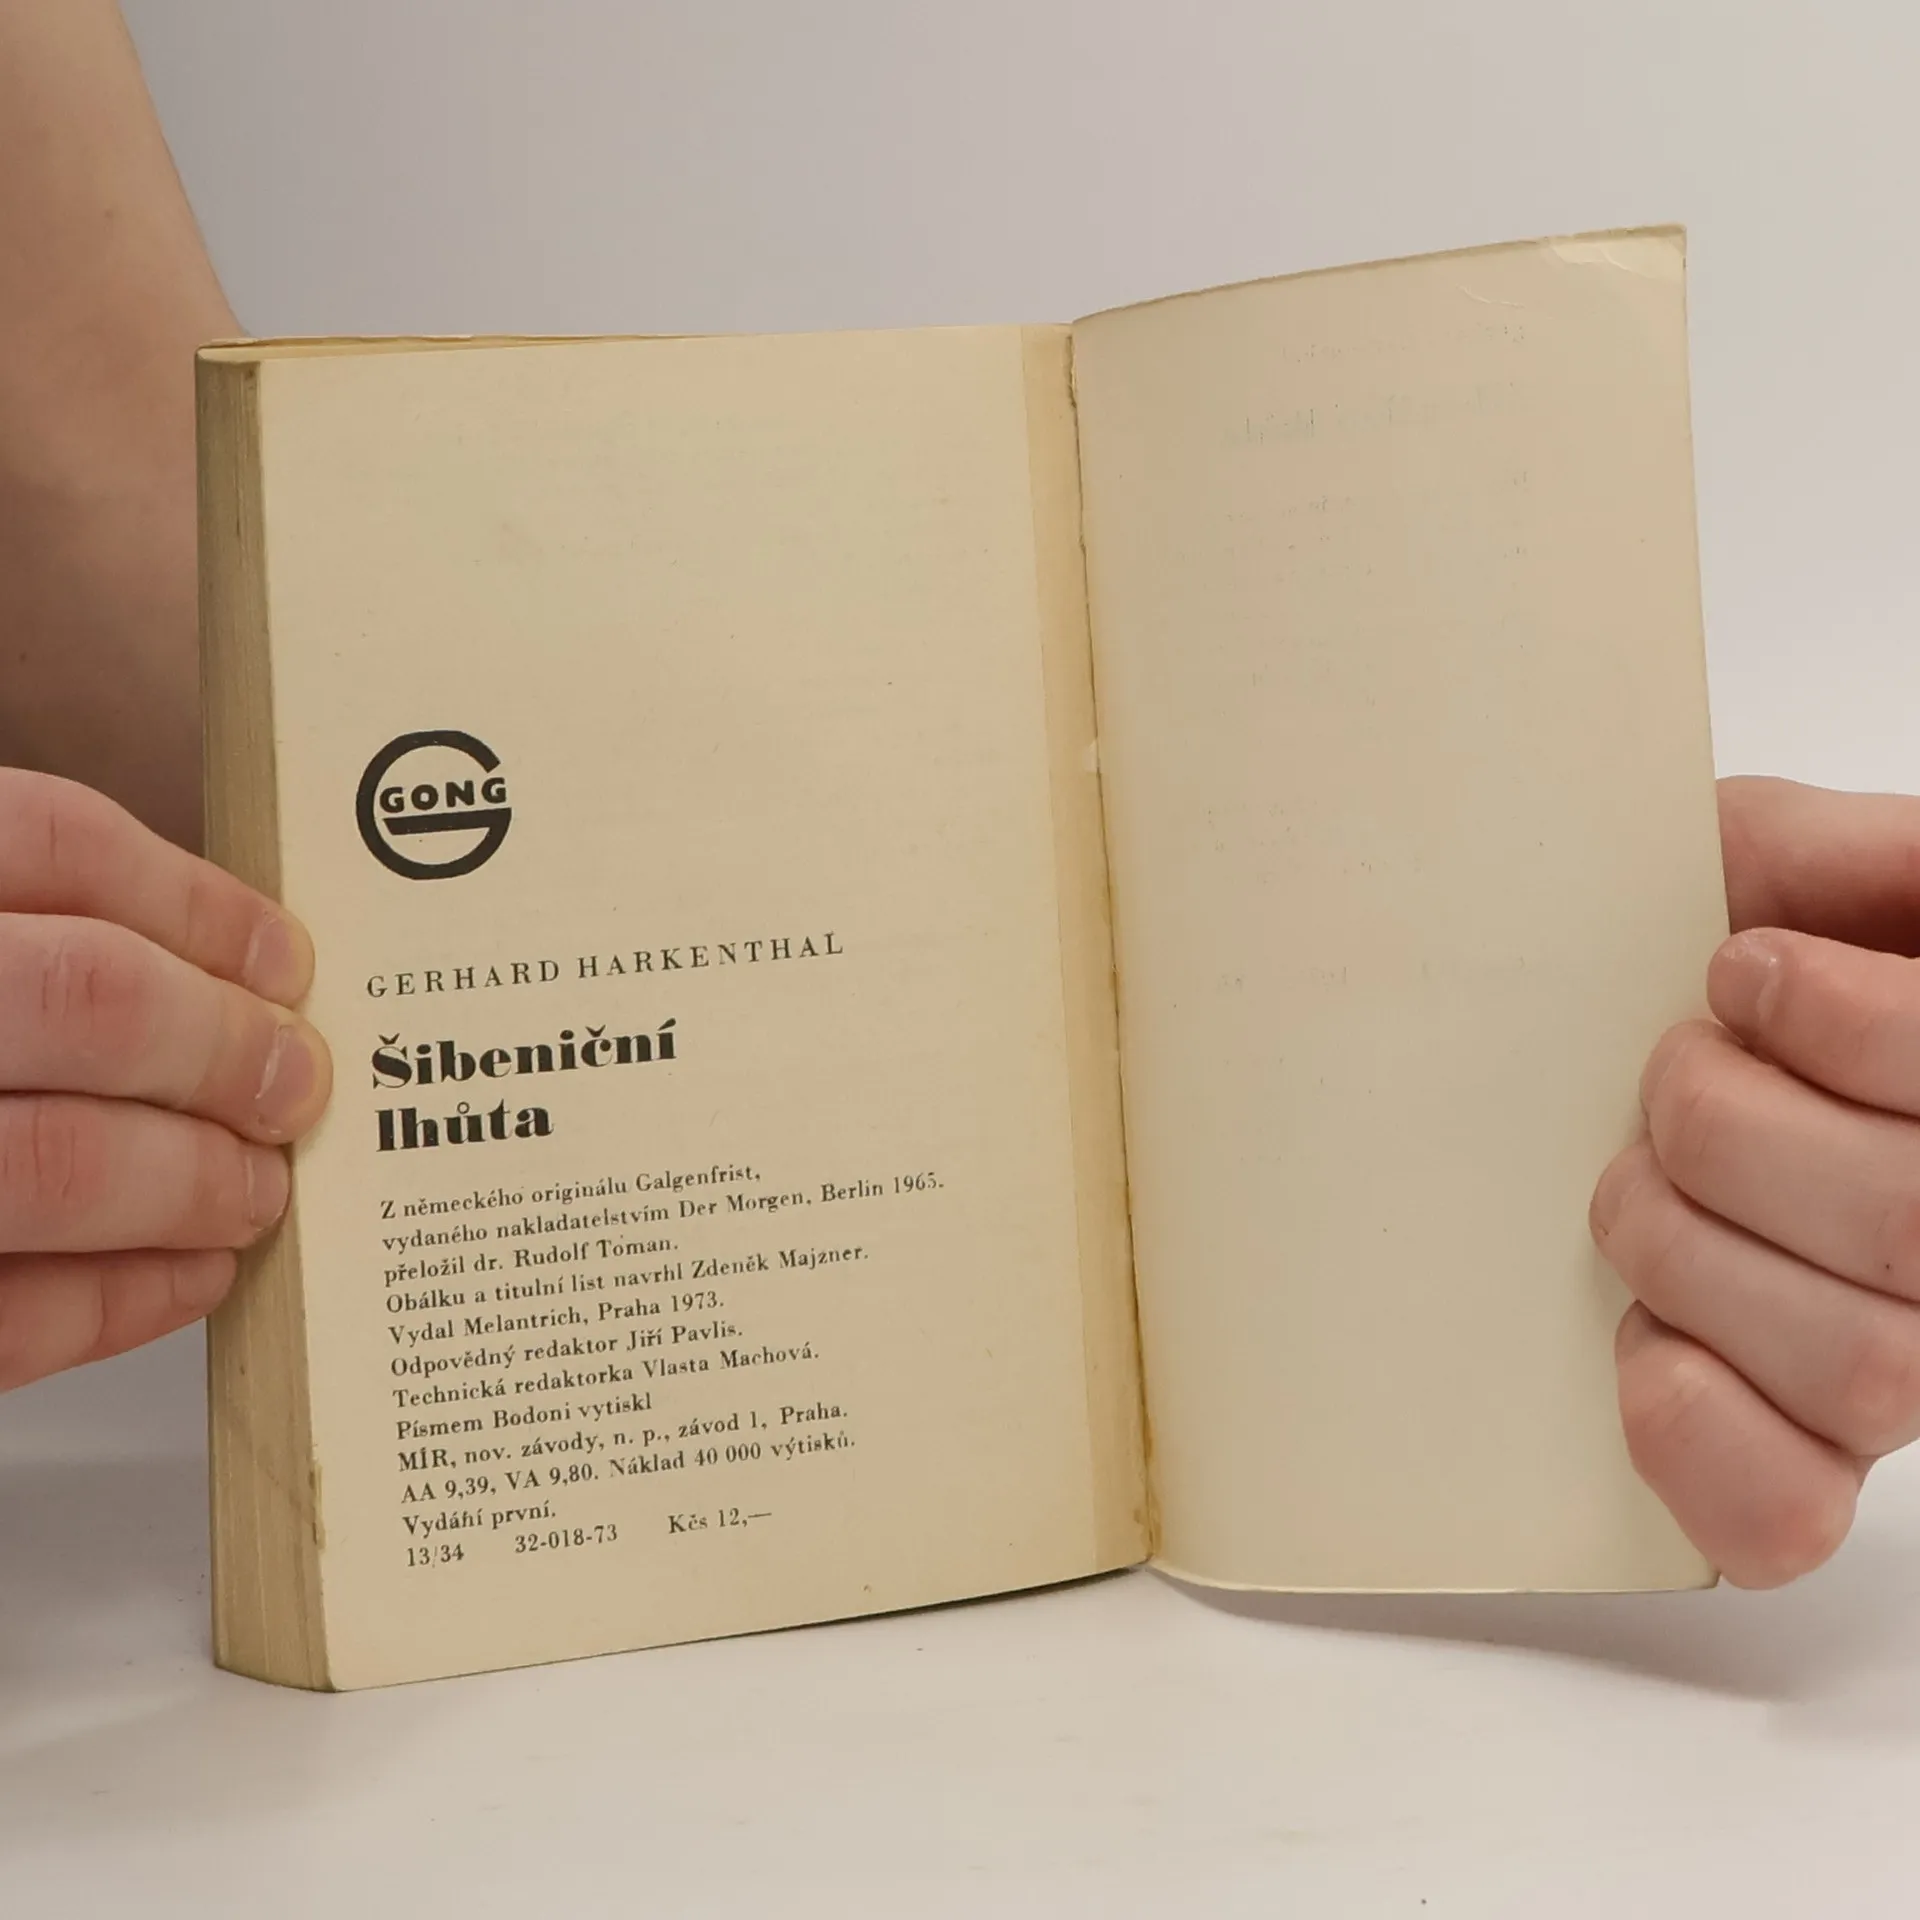 GONG
GERHARD HARKENTHAL
Šibeniční
lhůta
Z německého originálu Galgenfrist,
vydaného nakladatelstvím Der Morgen, Berlin 1965.
přeložil dr. Rudolf Toman.
Obálku a titulní list navrhl Zdeněk Majzner.
Vydal Melantrich, Praha 1973.
Odpovědný redaktor Jiří Pavlis.
Technická redaktorka Vlasta Machová.
Písmem Bodoni vytiskl
MÍR, nov. závody, n. p., závod 1, Praha.
AA 9,39, VA 9,80. Náklad 40 000 výtisků.
Vydání první.
13/34 32-018-73 Kčs 12,—